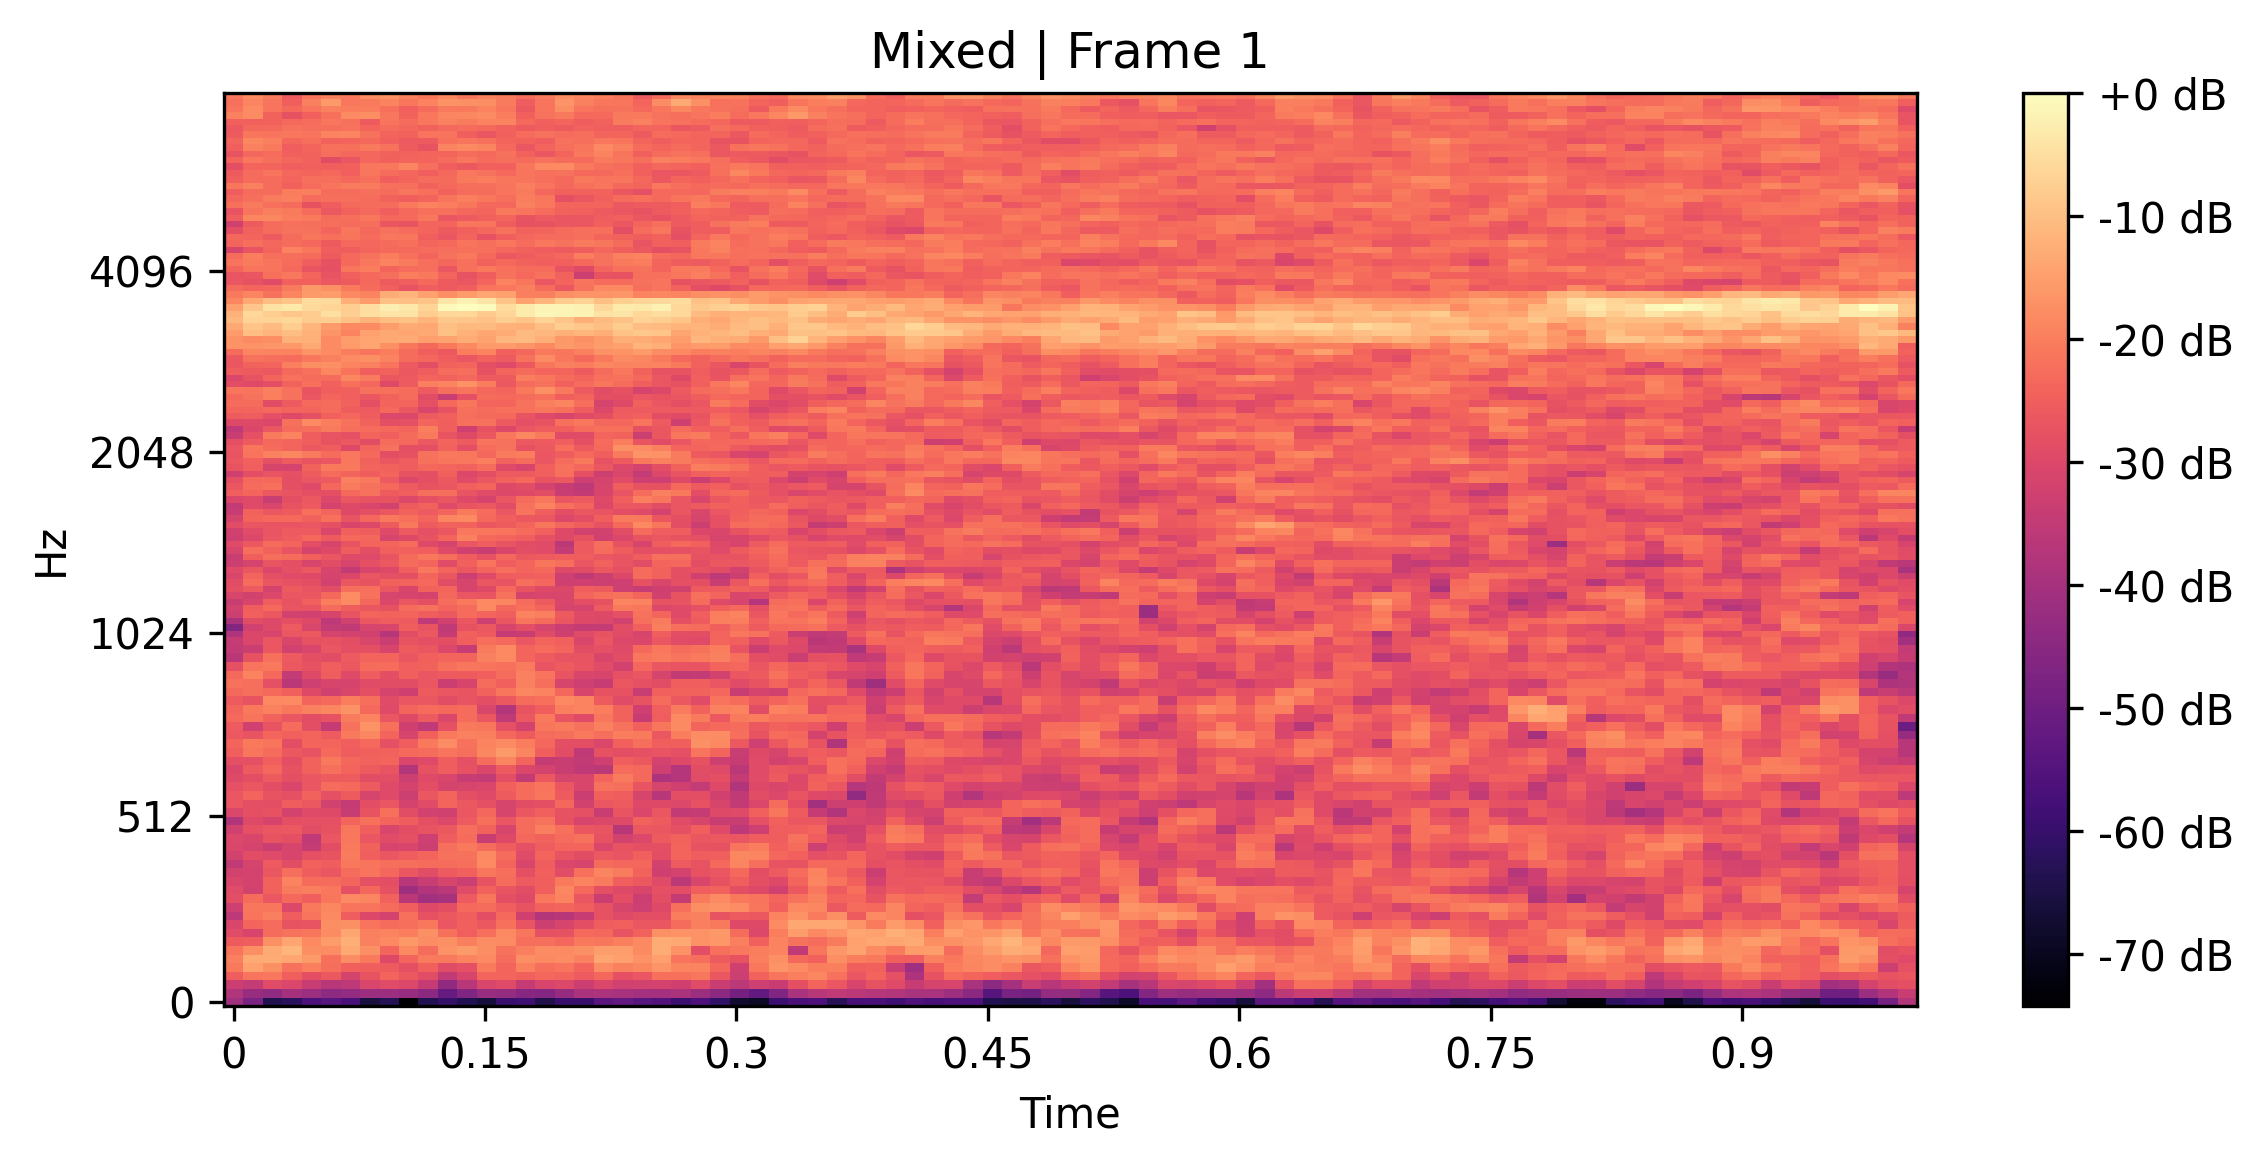 Mixed | Frame 1
Hz
4096
2048
1024
512
0
0 0.15 0.3 0.45 0.6 0.75 0.9
Time
+0 dB
-10 dB
-20 dB
-30 dB
-40 dB
-50 dB
-60 dB
-70 dB